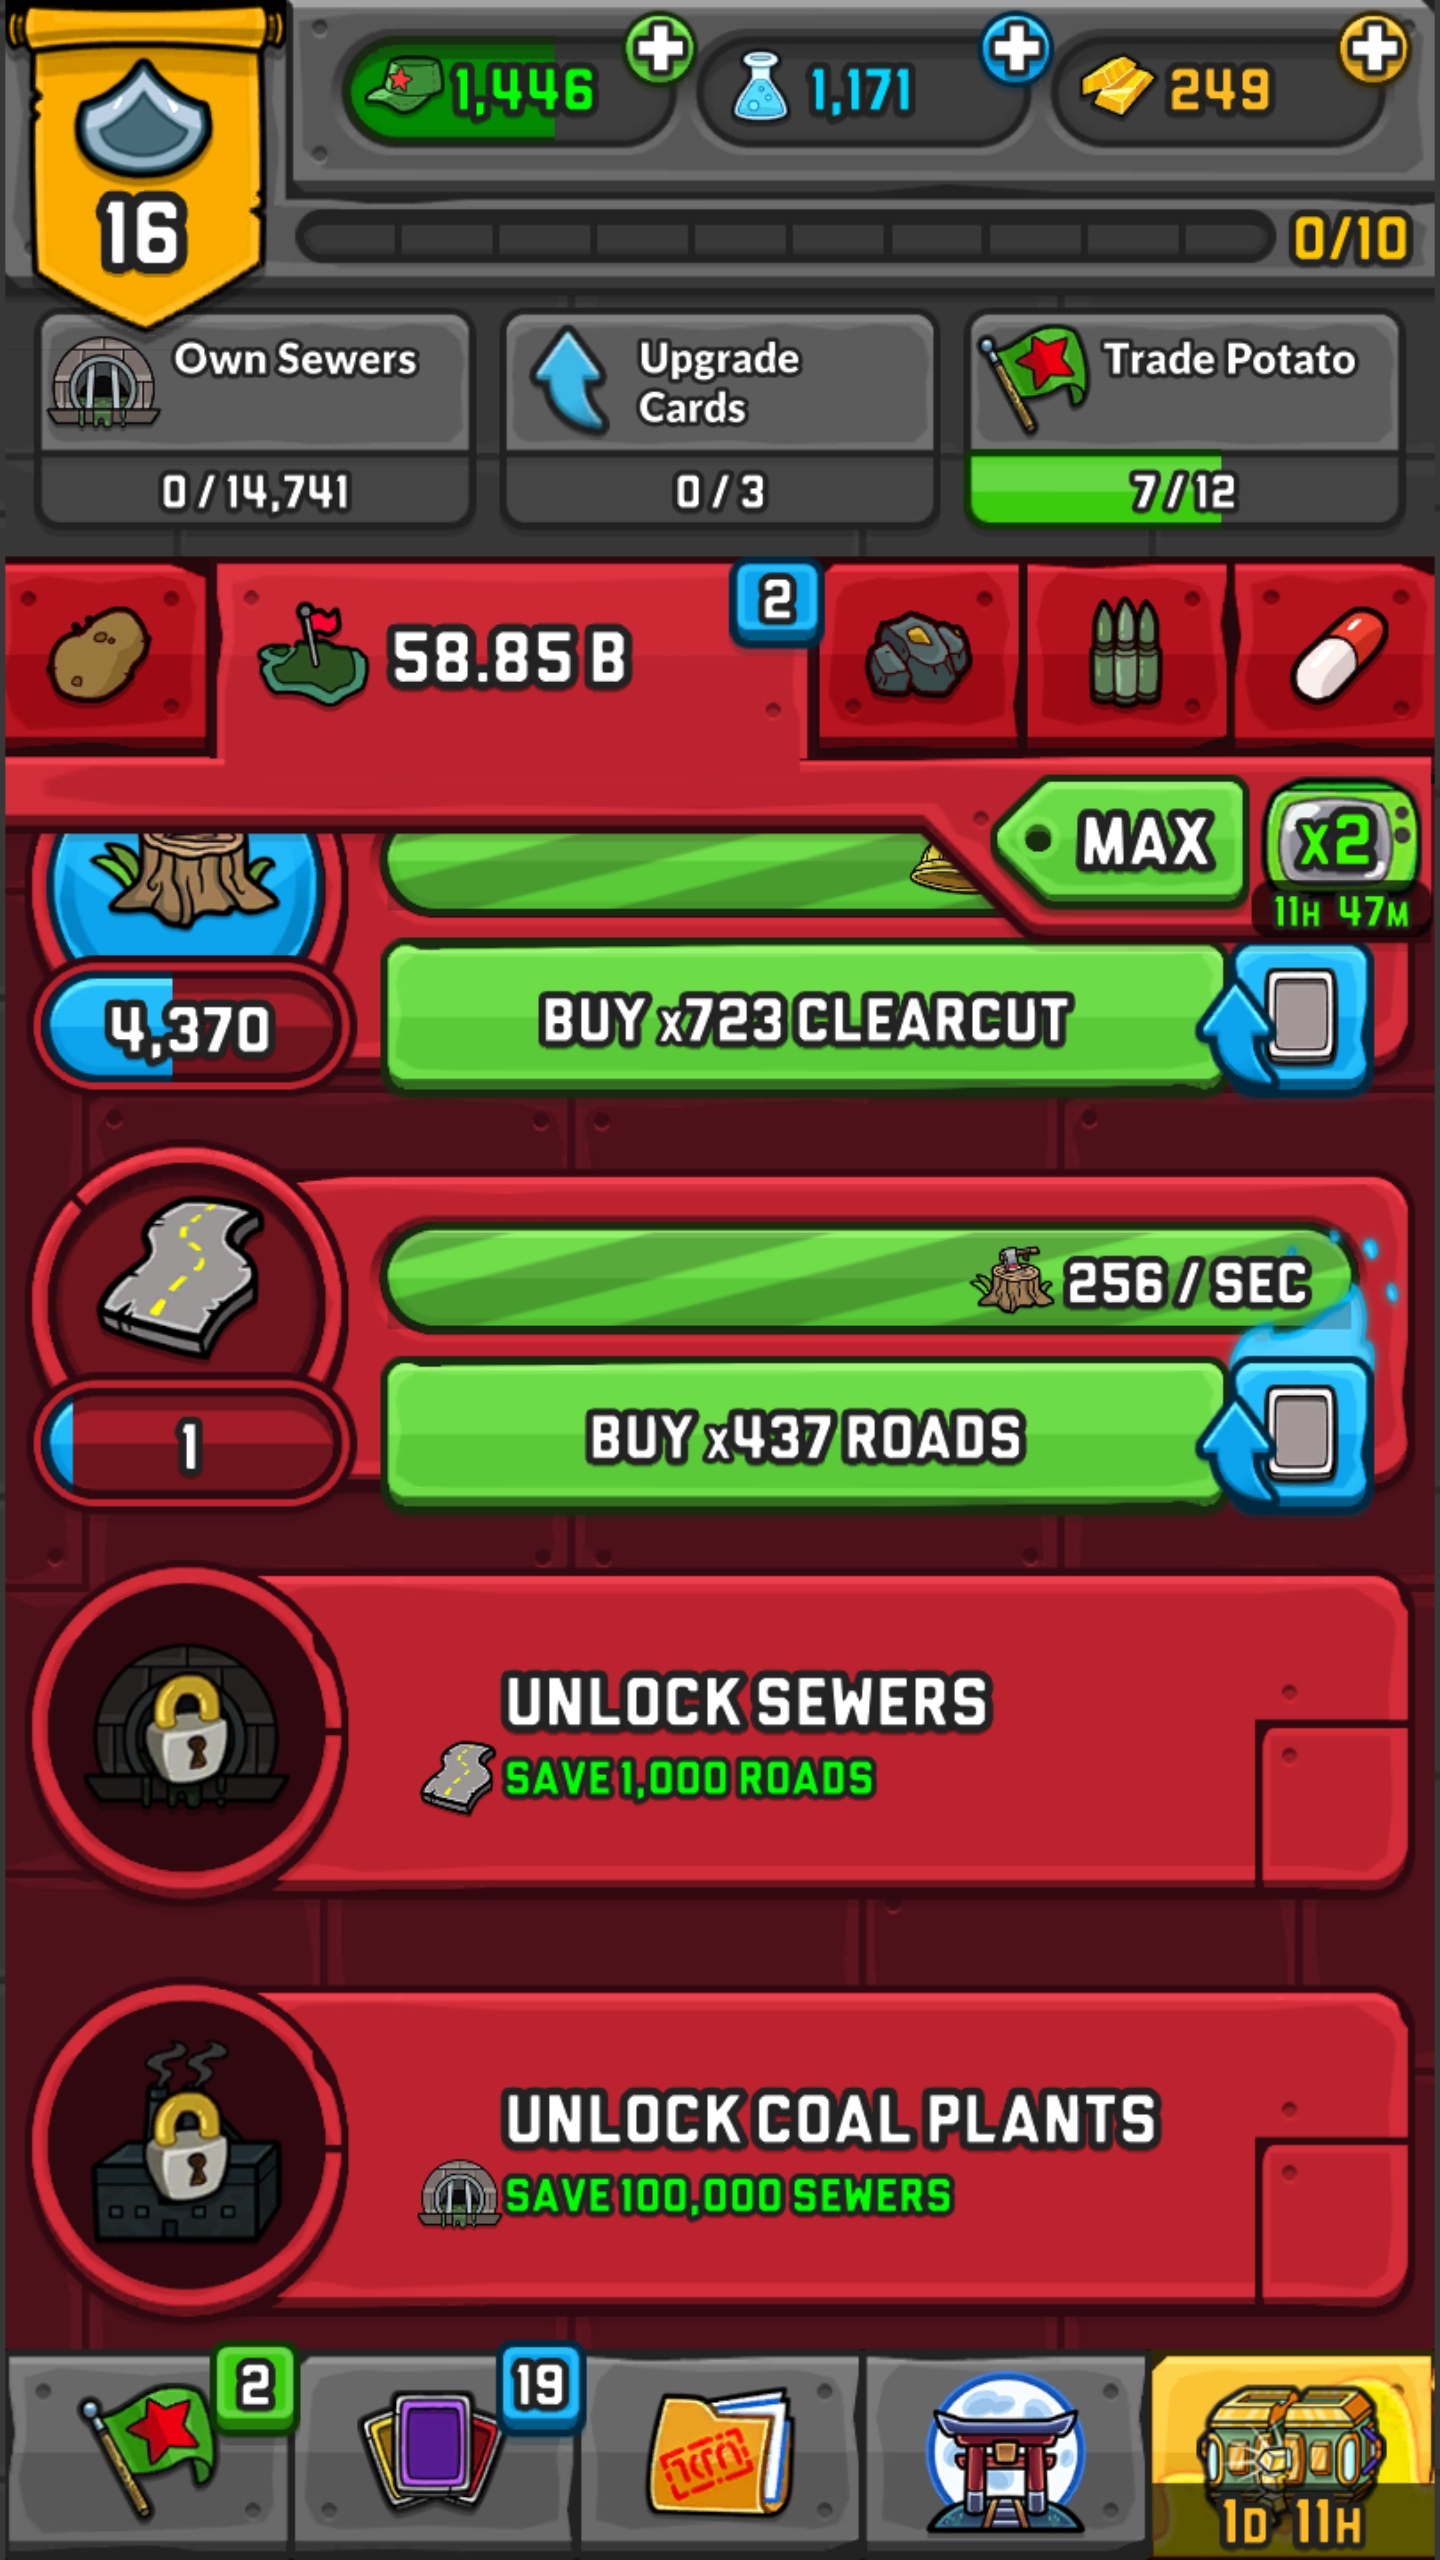 1,446
1,171
249
16
0/10
Own Sewers
Upgrade
Cards
Trade Potato
0 / 14,741
0 / 3
7 / 12
58.85 B
2
MAX
x2
11H 47M
4,370
BUY x723 CLEARCUT
256 / SEC
1
BUY x437 ROADS
UNLOCK SEWERS
SAVE 1,000 ROADS
UNLOCK COAL PLANTS
SAVE 100,000 SEWERS
2
19
1D 11H